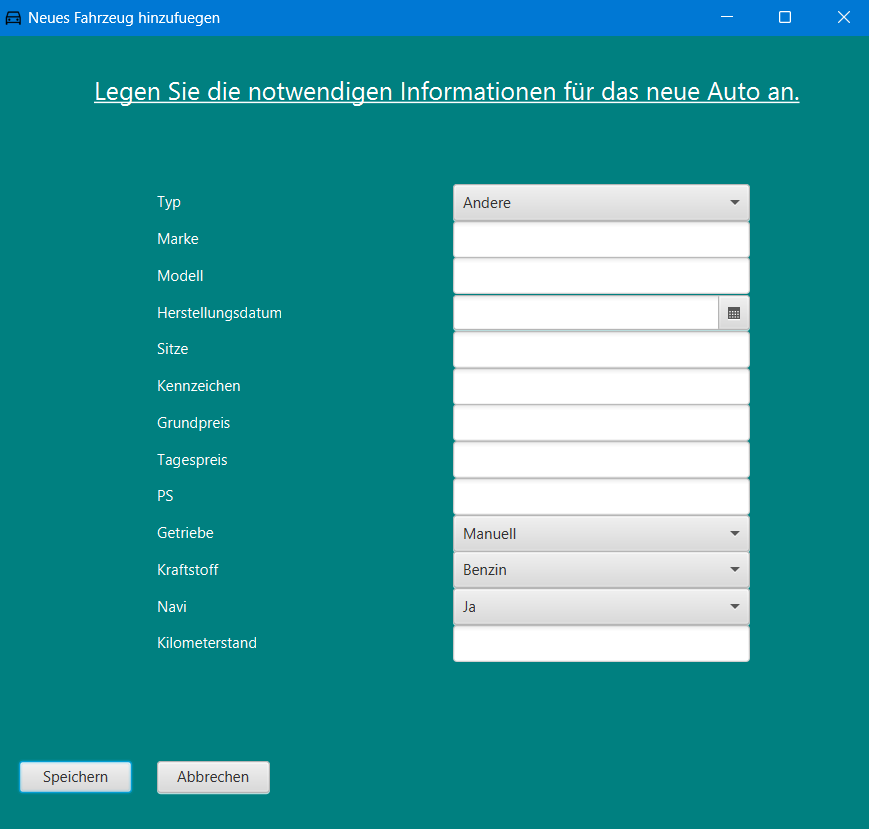 Neues Fahrzeug hinzufuegen
Legen Sie die notwendigen Informationen für das neue Auto an.
Typ Andere
Marke
Modell
Herstellungsdatum
Sitze
Kennzeichen
Grundpreis
Tagespreis
PS
Getriebe Manuell
Kraftstoff Benzin
Navi Ja
Kilometerstand
Speichern Abbrechen